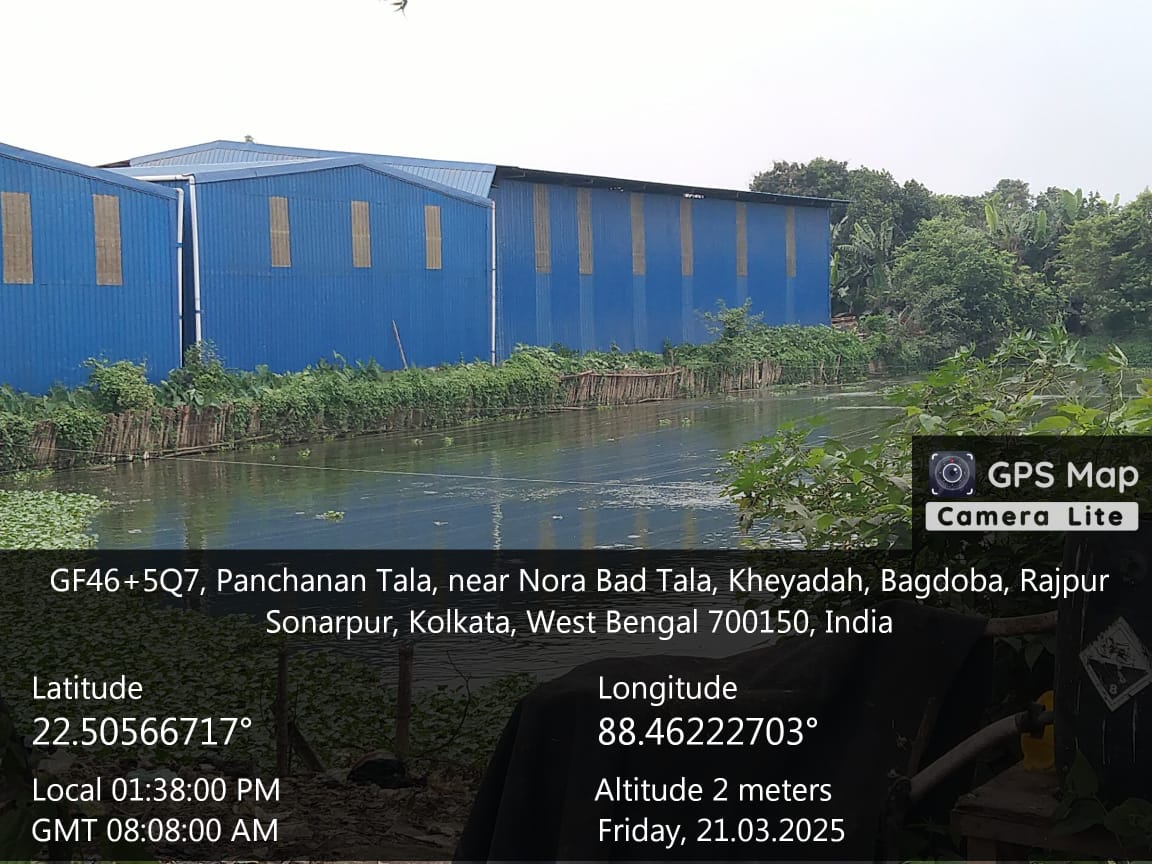 GPS Map
Camera Lite
GF46+5Q7, Panchanan Tala, near Nora Bad Tala, Kheyadah, Bagdoba, Rajpur
Sonarpur, Kolkata, West Bengal 700150, India
Latitude
22.50566717°
Longitude
88.46222703°
Local 01:38:00 PM
GMT 08:08:00 AM
Altitude 2 meters
Friday, 21.03.2025
8